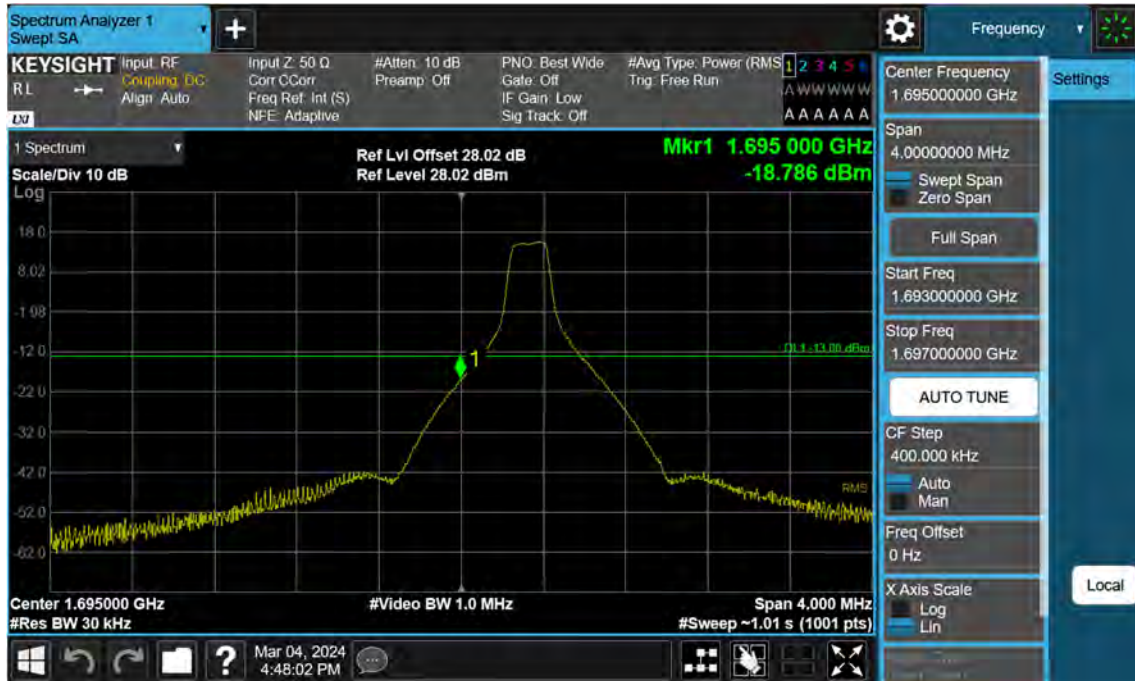 Spectrum Analyzer 1
Swept SA
+
Frequency
KEYSIGHT
RL
LXI
Input: RF
Coupling: DC
Align: Auto
Input Z: 50 Ω
Corr CCorr
Freq Ref: Int (S)
NFE: Adaptive
#Atten: 10 dB
Preamp: Off
PNO: Best Wide
Gate: Off
IF Gain: Low
Sig Track: Off
#Avg Type: Power (RMS
Trig: Free Run
1 2 3 4 5 6
A W W W W W
A A A A A A
1 Spectrum
Scale/Div 10 dB
Log
Ref Lvl Offset 28.02 dB
Ref Level 28.02 dBm
Mkr1 1.695 000 GHz
-18.786 dBm
18.0
8.02
-1.98
-12.0
-22.0
-32.0
-42.0
-52.0
-62.0
1
DL1 -13.00 dBm
RMS
Center 1.695000 GHz
#Res BW 30 kHz
#Video BW 1.0 MHz
Span 4.000 MHz
#Sweep ~1.01 s (1001 pts)
?
Mar 04, 2024
4:48:02 PM
Center Frequency
1.695000000 GHz
Span
4.00000000 MHz
Swept Span
Zero Span
Full Span
Start Freq
1.693000000 GHz
Stop Freq
1.697000000 GHz
AUTO TUNE
CF Step
400.000 kHz
Auto
Man
Freq Offset
0 Hz
X Axis Scale
Log
Lin
Settings
Local